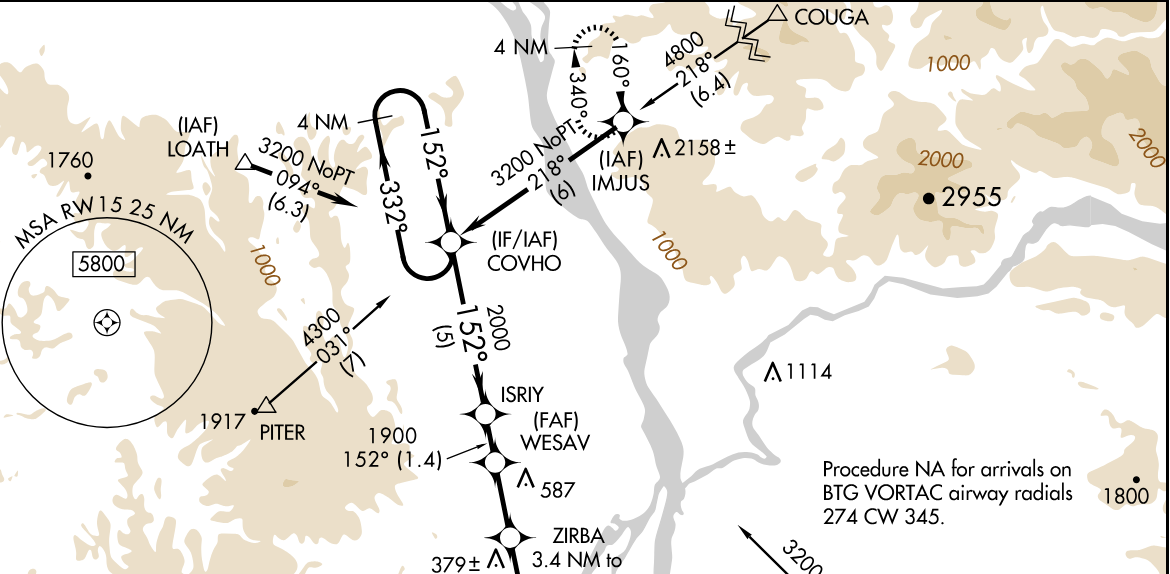 COUGA
4 NM
4800
218°
(6.4)
160°
340°
1000
4 NM
(IAF)
LOATH
3200 NoPT
094°
(6.3)
152°
332°
3200 NoPT
218°
(6)
(IAF)
IMJUS
2158±
2000
2000
2955
1760
MSA RW15 25 NM
5800
1000
(IF/IAF)
COVHO
1000
4300
031°
(7)
2000
152°
(5)
1114
1917
PITER
ISRIY
(FAF)
WESAV
1900
152° (1.4)
587
Procedure NA for arrivals on
BTG VORTAC airway radials
274 CW 345.
1800
ZIRBA
3.4 NM to
379±
3200